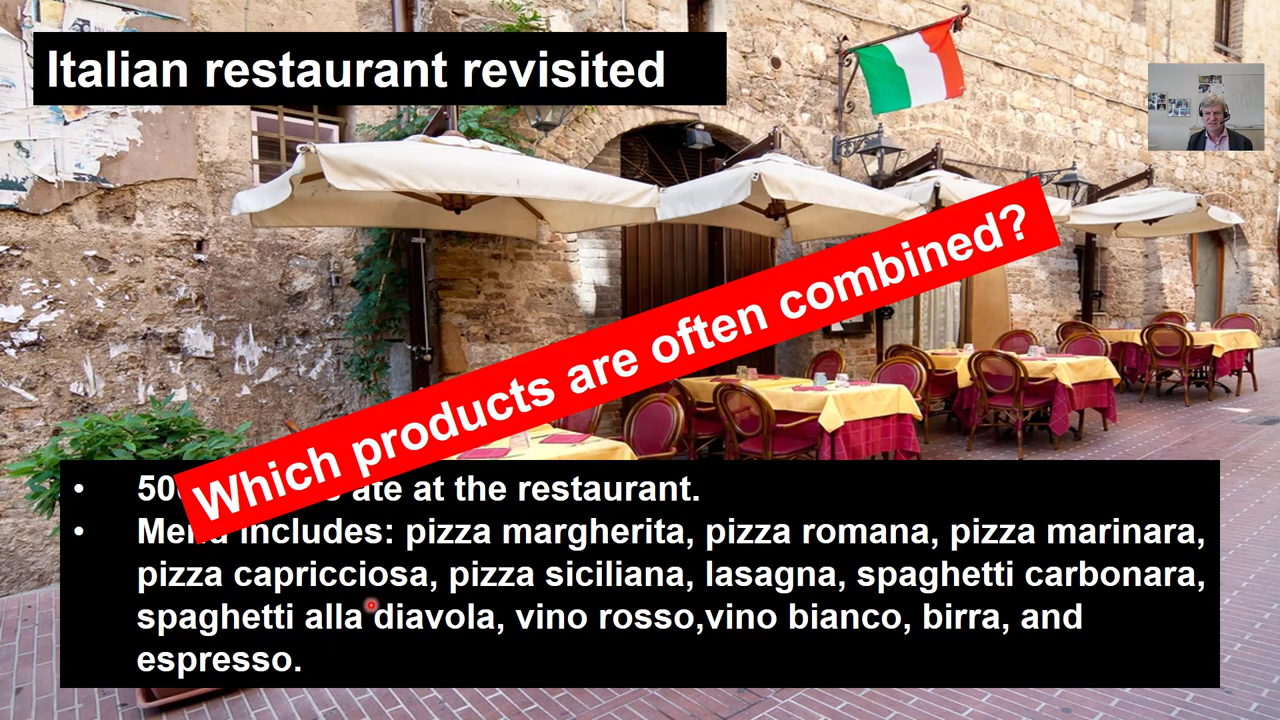 Italian restaurant revisited
Which products are often combined?
• ate at the restaurant.
• Menu includes: pizza margherita, pizza romana, pizza marinara,
pizza capricciosa, pizza siciliana, lasagna, spaghetti carbonara,
spaghetti alla diavola, vino rosso,vino bianco, birra, and
espresso.